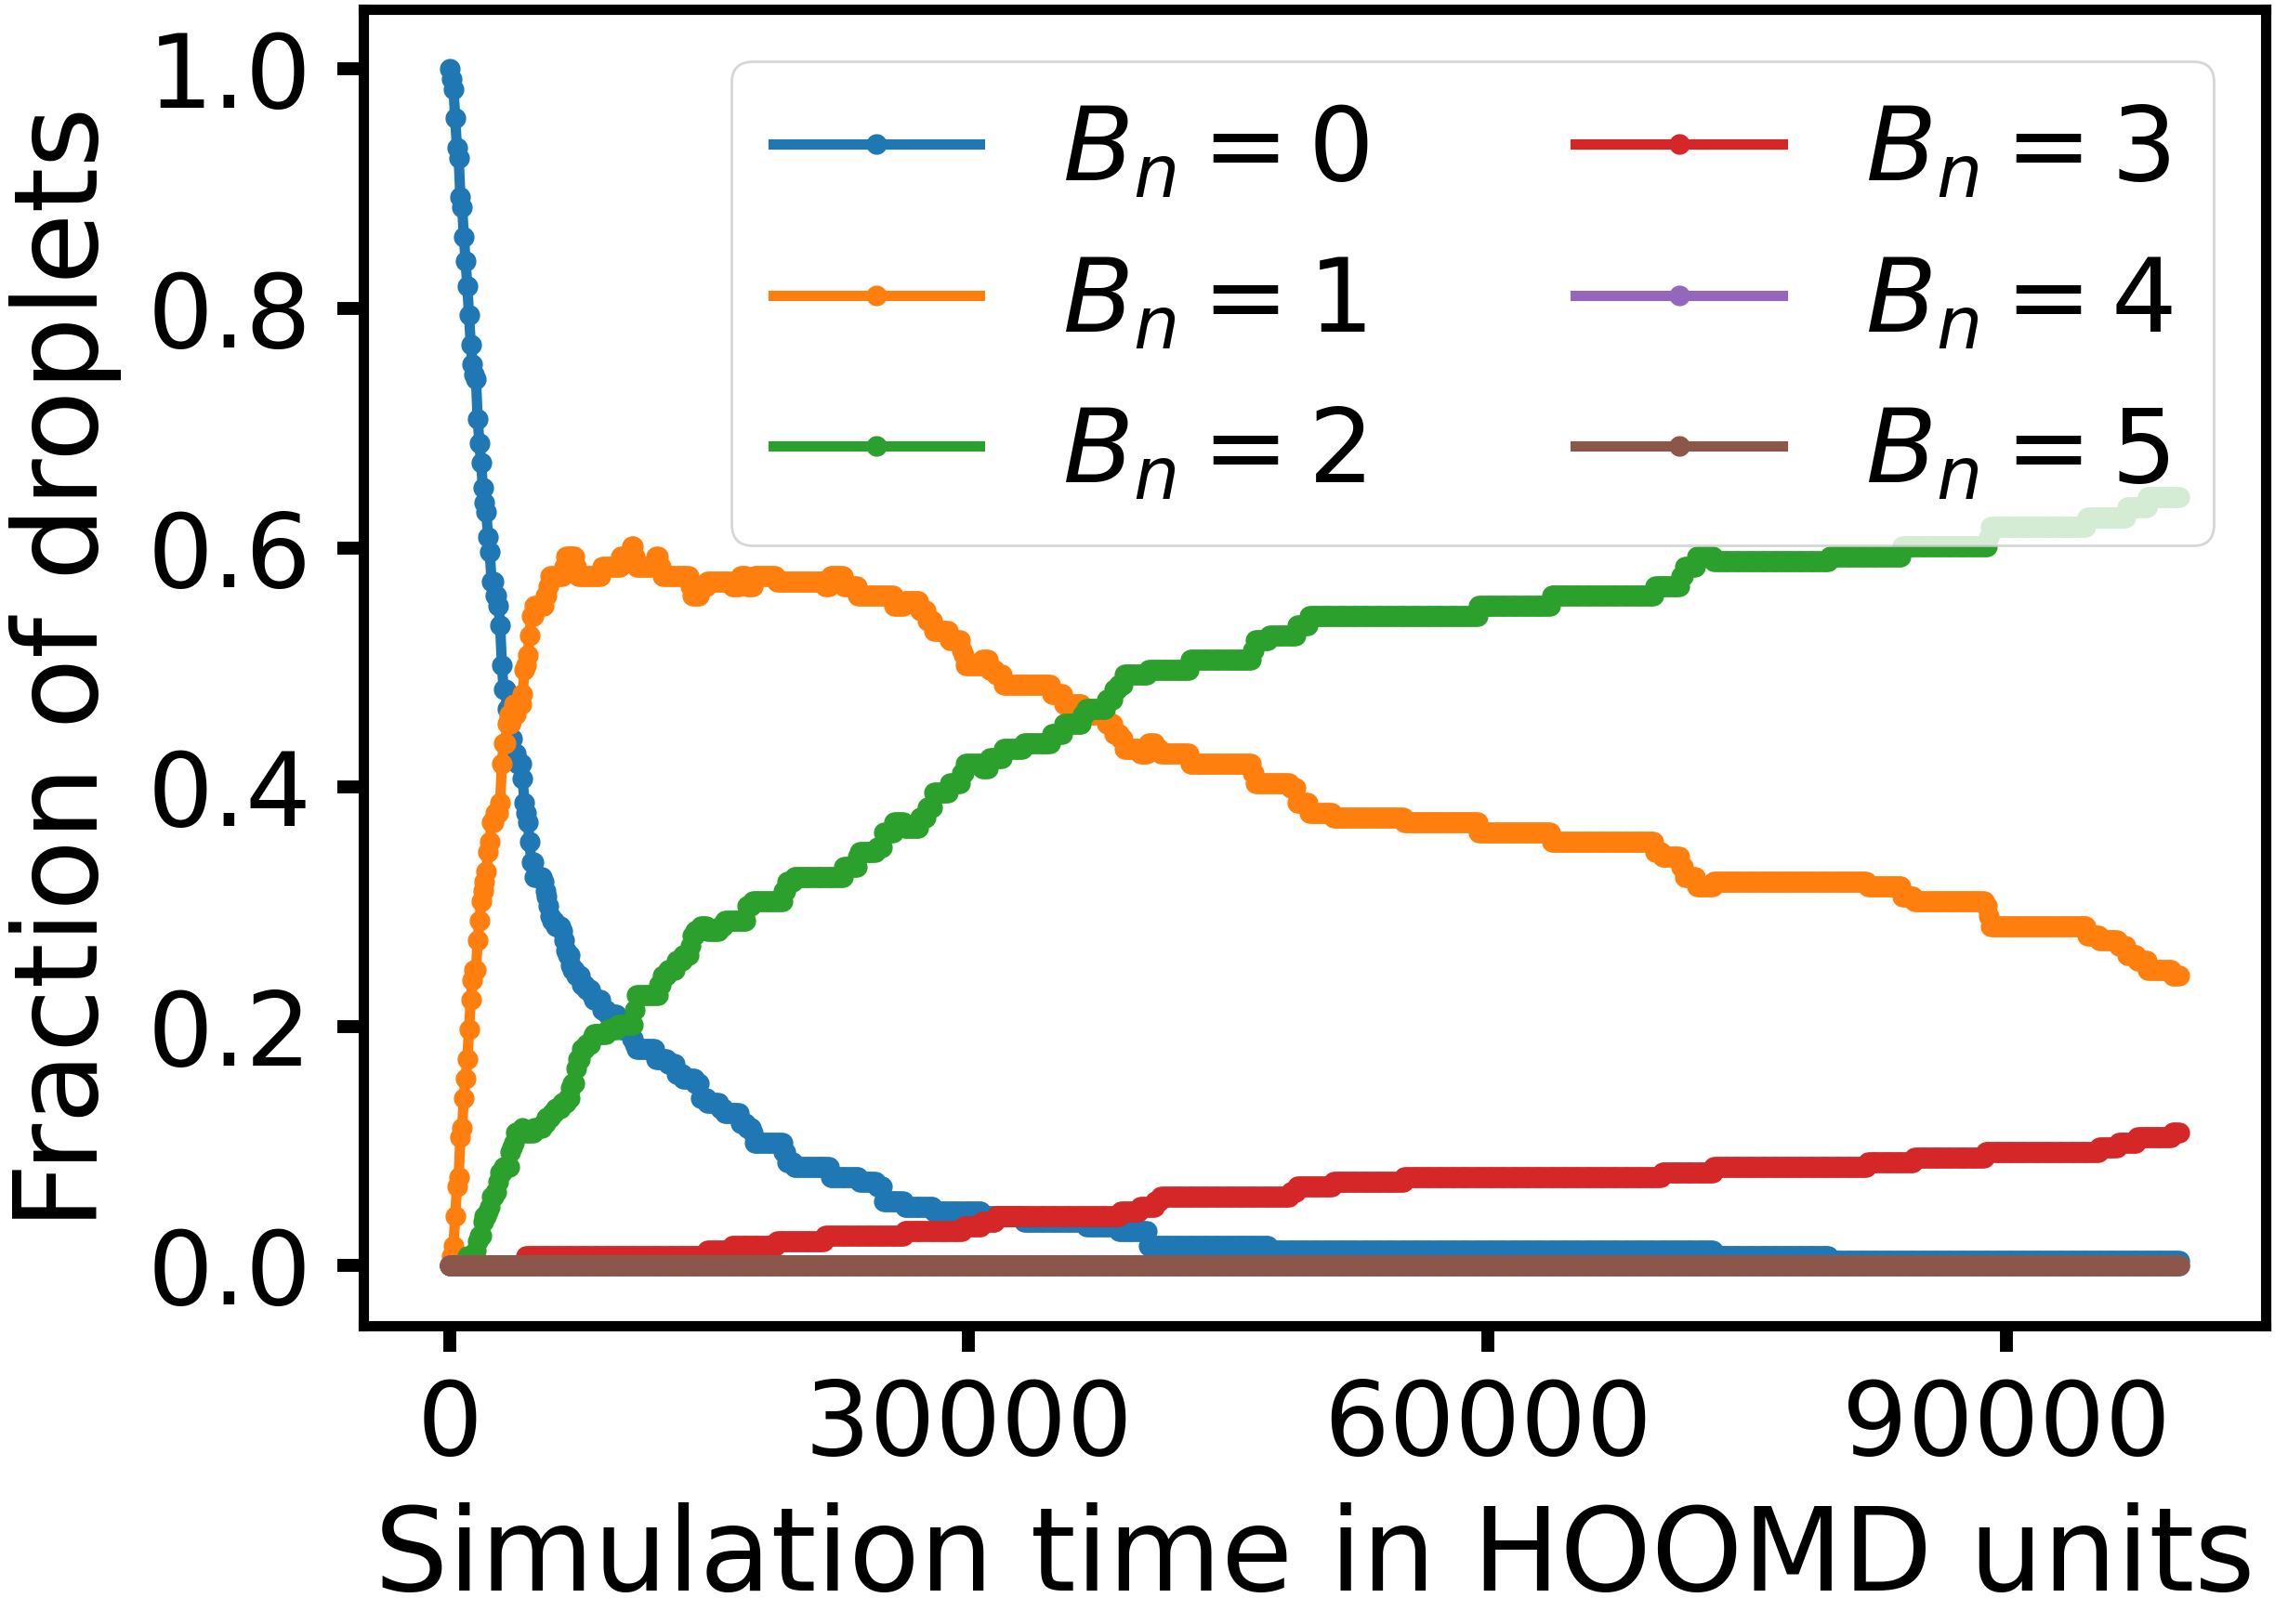 Fraction of droplets
1.0
0.8
0.6
0.4
0.2
0.0
B_n = 0
B_n = 1
B_n = 2
B_n = 3
B_n = 4
B_n = 5
0 30000 60000 90000
Simulation time in HOOMD units